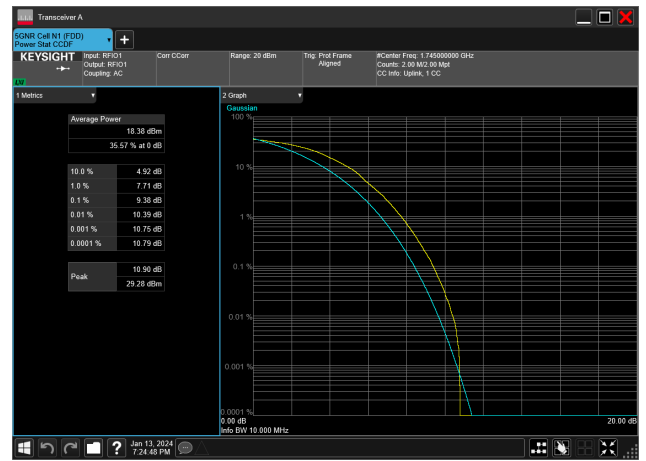 Transceiver A
5GNR Cell N1 (FDD)
Power Stat CCDF
KEYSIGHT
LXI
Input: RFIO1
Output: RFIO1
Coupling: AC
Corr CCorr
Range: 20 dBm
Trig: Prot Frame
Aligned
#Center Freq: 1.745000000 GHz
Counts: 2.00 M/2.00 Mpt
CC Info: Uplink, 1 CC
1 Metrics
Average Power
18.38 dBm
35.57 % at 0 dB
10.0 % 4.92 dB
1.0 % 7.71 dB
0.1 % 9.38 dB
0.01 % 10.39 dB
0.001 % 10.75 dB
0.0001 % 10.79 dB
Peak
10.90 dB
29.28 dBm
2 Graph
Gaussian
100 %
10 %
1 %
0.1 %
0.01 %
0.001 %
0.0001 %
0.00 dB 20.00 dB
Info BW 10.000 MHz
Jan 13, 2024
7:24:48 PM